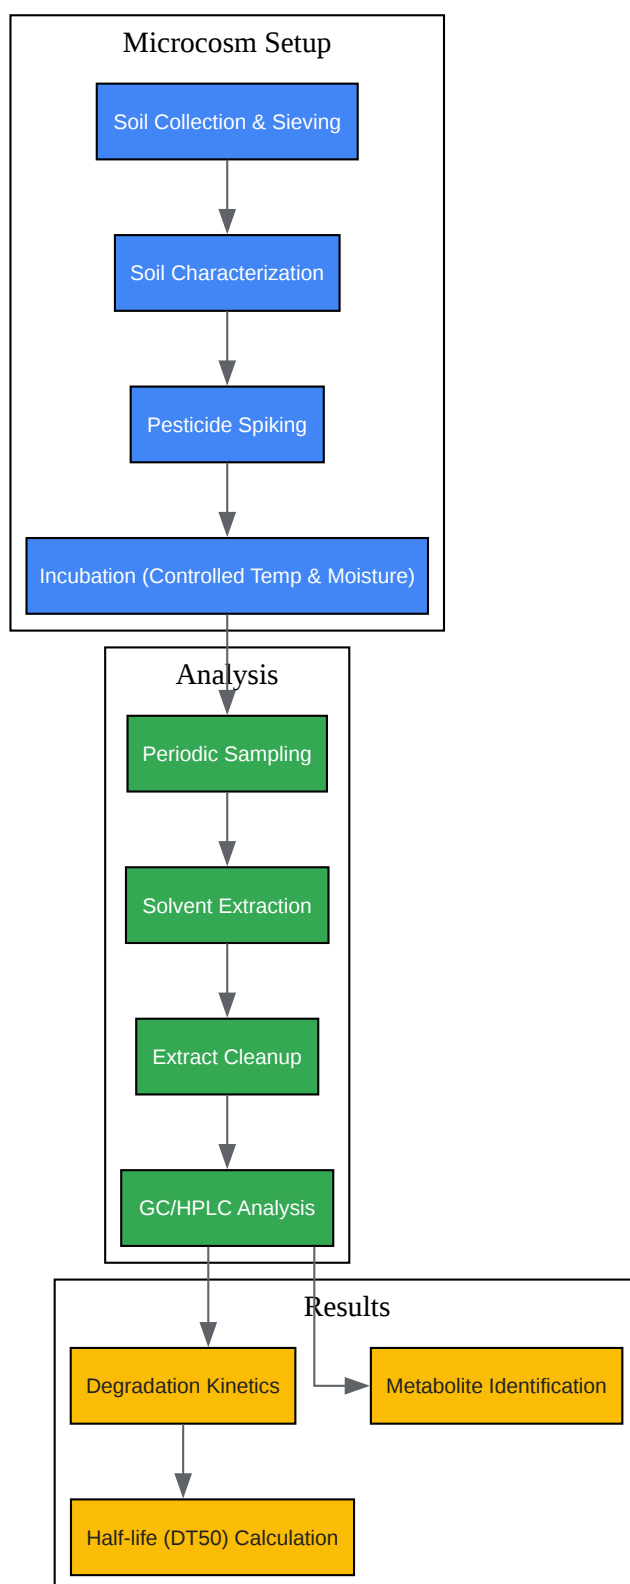 Microcosm Setup
Soil Collection & Sieving
Soil Characterization
Pesticide Spiking
Incubation (Controlled Temp & Moisture)
Analysis
Periodic Sampling
Solvent Extraction
Extract Cleanup
GC/HPLC Analysis
Results
Degradation Kinetics
Metabolite Identification
Half-life (DT50) Calculation